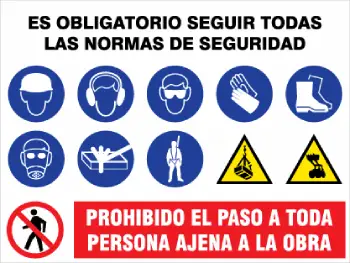 ES OBLIGATORIO SEGUIR TODAS
LAS NORMAS DE SEGURIDAD
PROHIBIDO EL PASO A TODA
PERSONA AJENA A LA OBRA